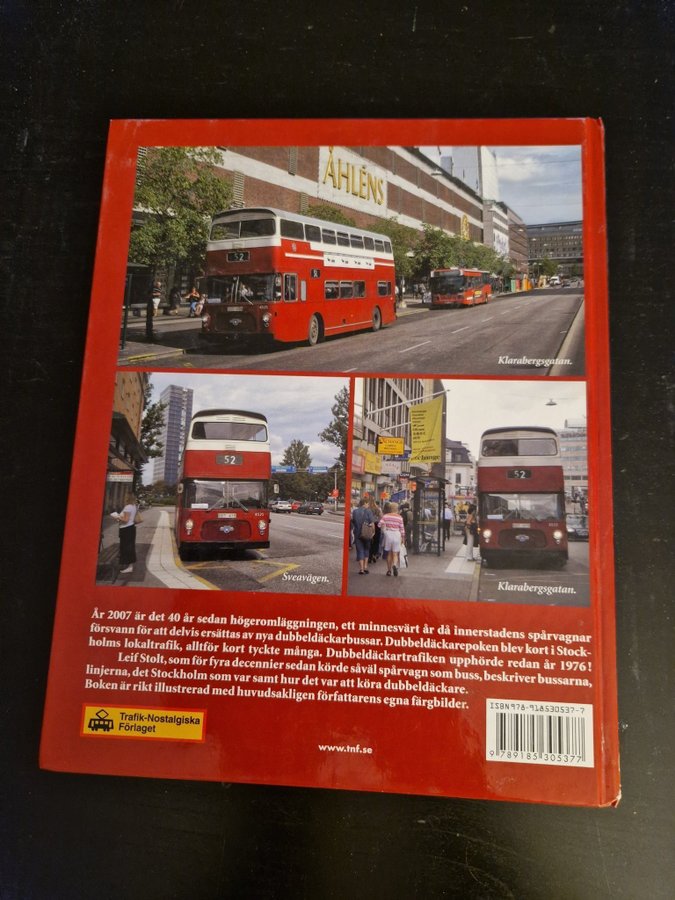 ÅHLÉNS
52
Klarabergsgatan.
52
Sveavägen.
52
Klarabergsgatan.
År 2007 är det 40 år sedan högeromläggningen, ett minnesvärt år då innerstadens spårvagnar
försvann för att delvis ersättas av nya dubbeldäckarbussar. Dubbeldäckarepoken blev kort i Stock-
holms lokaltrafik, alltför kort tyckte många. Dubbeldäckartrafiken upphörde redan år 1976!
Leif Stolt, som för fyra decennier sedan körde såväl spårvagn som buss, beskriver bussarna,
linjerna, det Stockholm som var samt hur det var att köra dubbeldäckare.
Boken är rikt illustrerad med huvudsakligen författarens egna färgbilder.
Trafik-Nostalgiska
Förlaget
www.tnf.se
ISBN 978-918530537-7
9 789185 305377